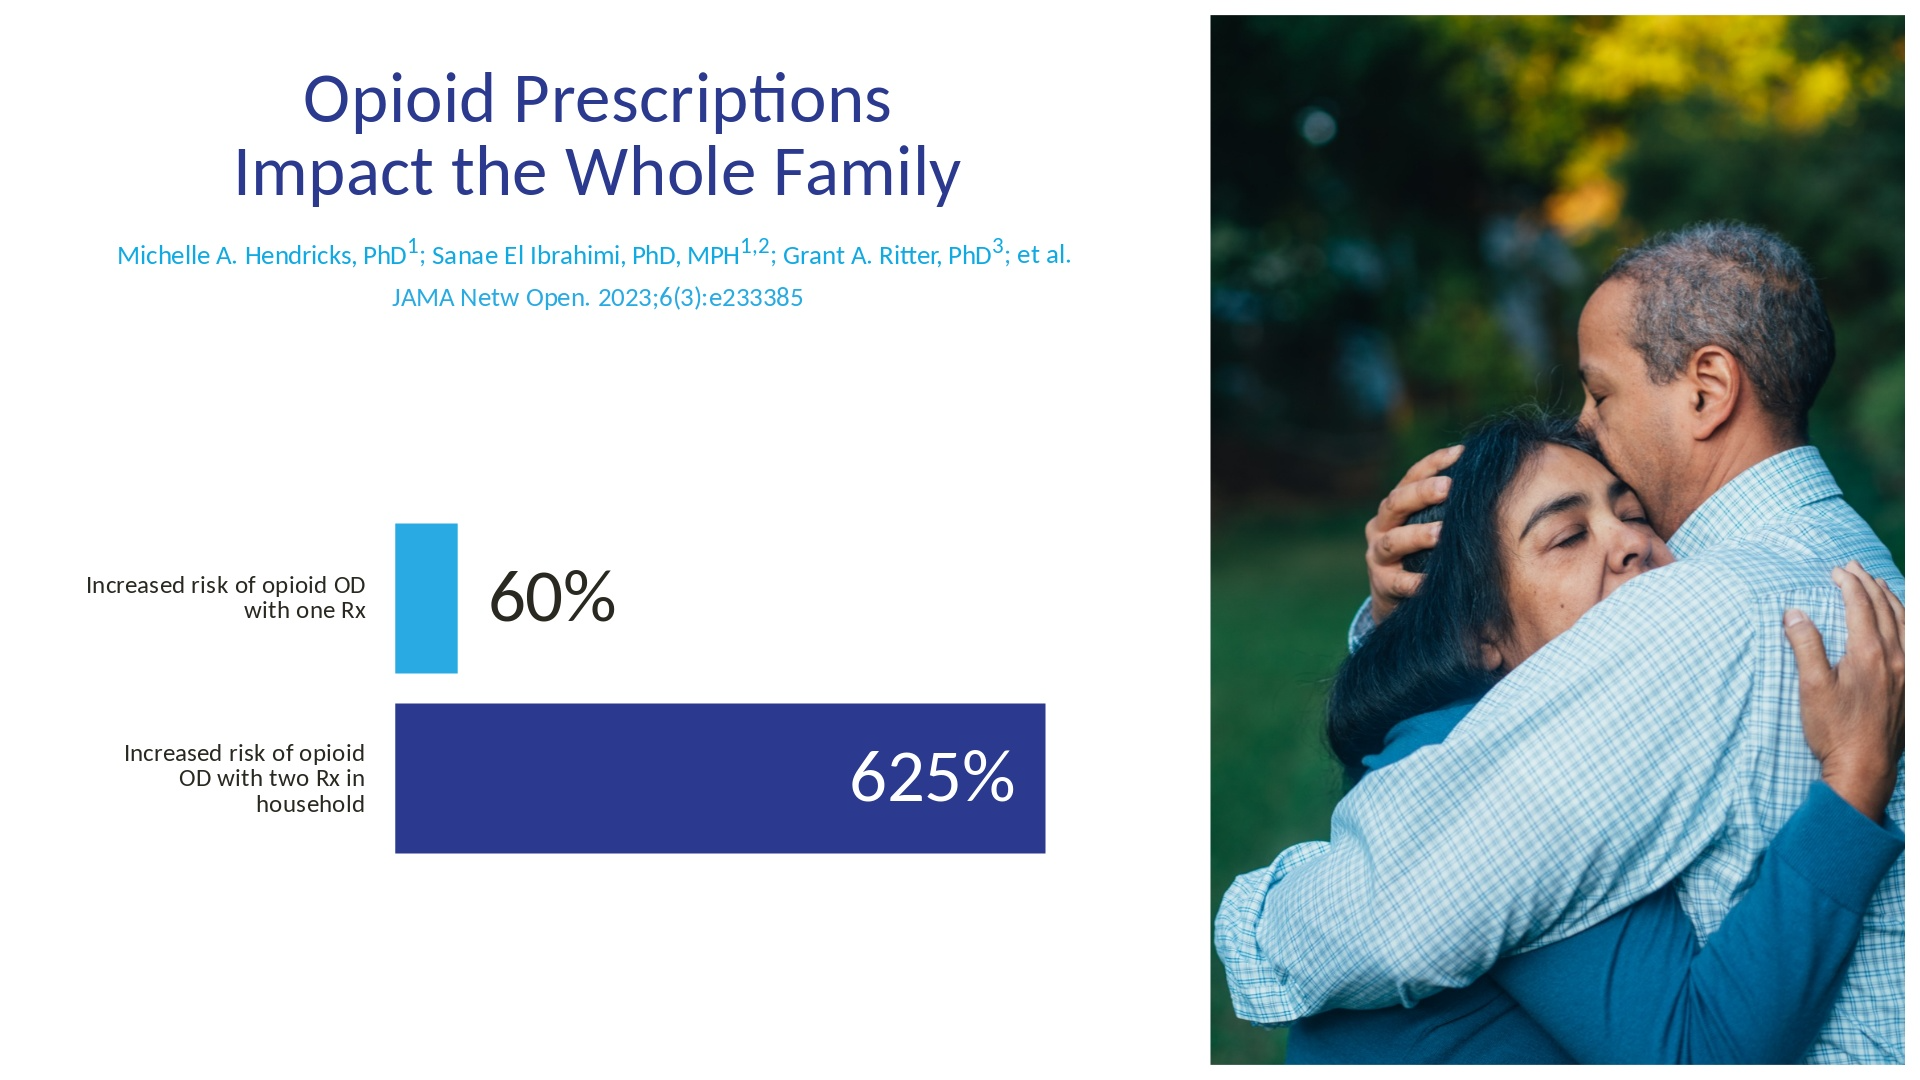 Opioid Prescriptions
Impact the Whole Family
Michelle A. Hendricks, PhD1; Sanae El Ibrahimi, PhD, MPH1,2; Grant A. Ritter, PhD3; et al.
JAMA Netw Open. 2023;6(3):e233385
Increased risk of opioid OD
with one Rx
60%
Increased risk of opioid
OD with two Rx in
household
625%